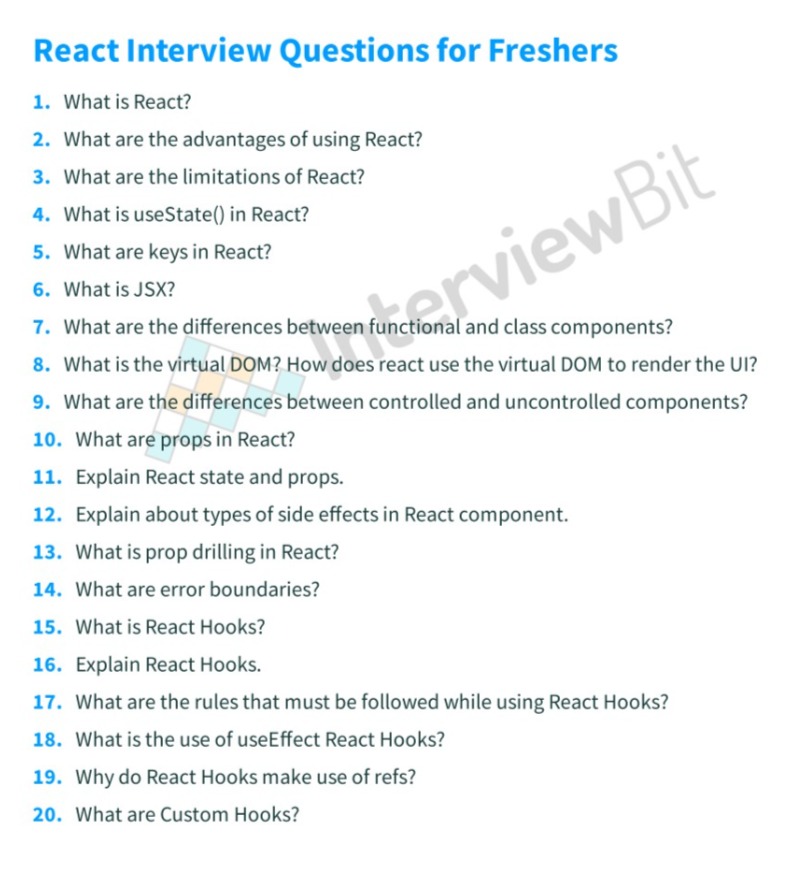 React Interview Questions for Freshers
1. What is React?
2. What are the advantages of using React?
3. What are the limitations of React?
4. What is useState() in React?
5. What are keys in React?
6. What is JSX?
7. What are the differences between functional and class components?
8. What is the virtual DOM? How does react use the virtual DOM to render the UI?
9. What are the differences between controlled and uncontrolled components?
10. What are props in React?
11. Explain React state and props.
12. Explain about types of side effects in React component.
13. What is prop drilling in React?
14. What are error boundaries?
15. What is React Hooks?
16. Explain React Hooks.
17. What are the rules that must be followed while using React Hooks?
18. What is the use of useEffect React Hooks?
19. Why do React Hooks make use of refs?
20. What are Custom Hooks?
InterviewBit